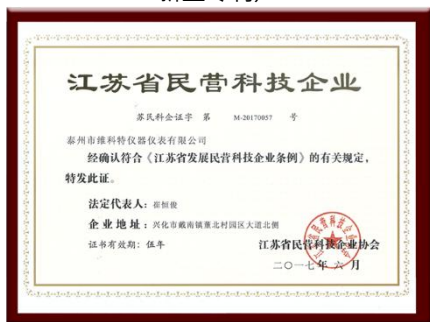 江苏省民营科技企业
苏民科企证字 第 M-20170057 号
泰州市维科特仪器仪表有限公司
经确认符合《江苏省发展民营科技企业条例》的有关规定，
特发此证。
法定代表人：崔恒俊
企业地址：兴化市戴南镇董北村园区大道北侧
证书有效期：伍年
江苏省民营科技企业协会
二〇一七年六月